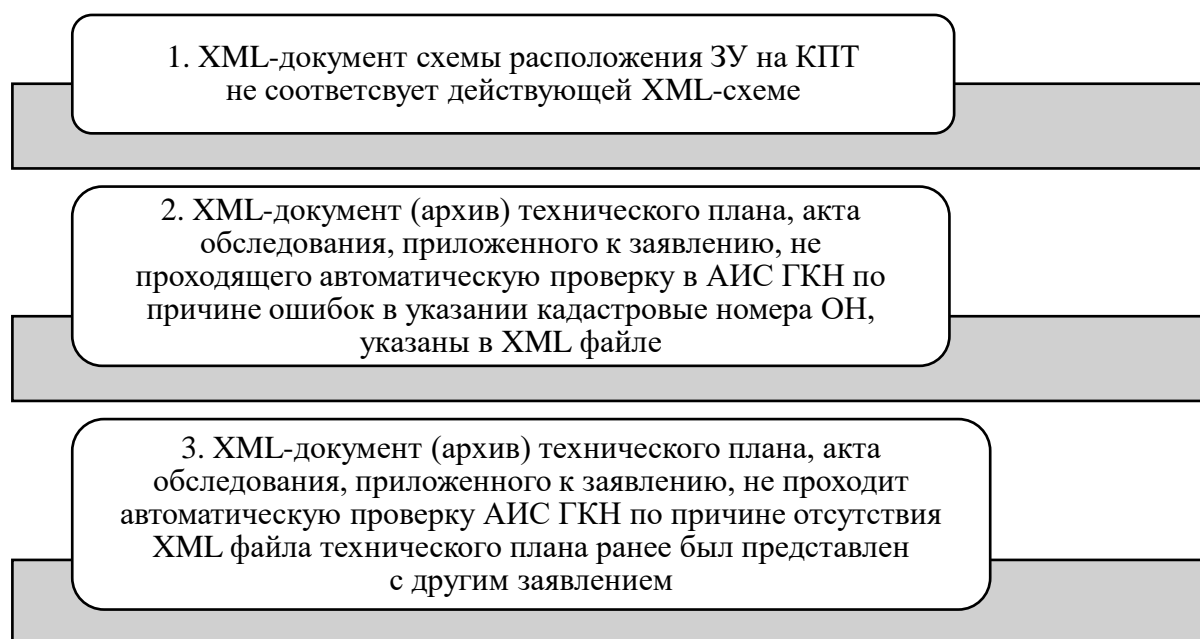 1. XML-документ схемы расположения ЗУ на КПТ
не соответсвует действующей XML-схеме
2. XML-документ (архив) технического плана, акта
обследования, приложенного к заявлению, не
проходящего автоматическую проверку в АИС ГКН по
причине ошибок в указании кадастровые номера ОН,
указаны в XML файле
3. XML-документ (архив) технического плана, акта
обследования, приложенного к заявлению, не проходит
автоматическую проверку АИС ГКН по причине отсутствия
XML файла технического плана ранее был представлен
с другим заявлением